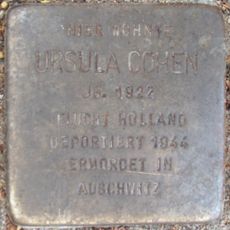 HIER WOHNTE
URSULA COHEN
JG. 1922
FLUCHT HOLLAND
DEPORTIERT 1944
ERMORDET IN
AUSCHWITZ